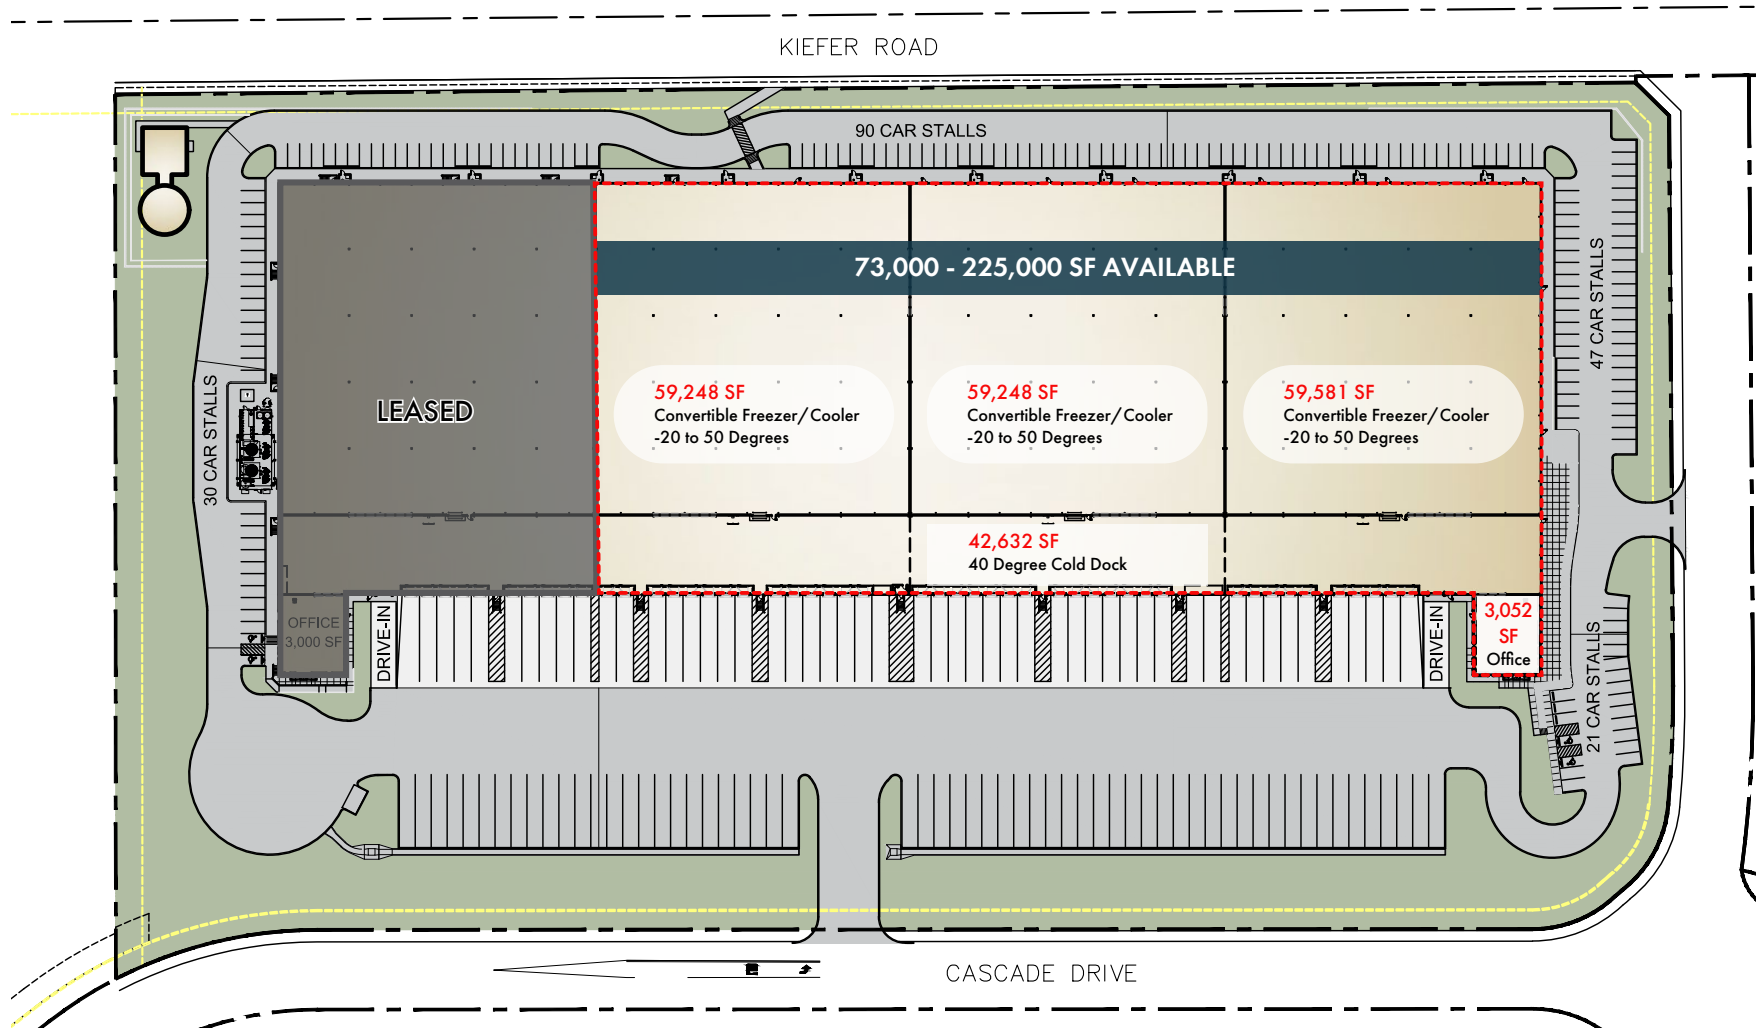 KIEFER ROAD
90 CAR STALLS
73,000 - 225,000 SF AVAILABLE
47 CAR STALLS
30 CAR STALLS
LEASED
59,248 SF
Convertible Freezer/Cooler
-20 to 50 Degrees
59,248 SF
Convertible Freezer/Cooler
-20 to 50 Degrees
59,581 SF
Convertible Freezer/Cooler
-20 to 50 Degrees
42,632 SF
40 Degree Cold Dock
OFFICE
3,000 SF
DRIVE-IN
DRIVE-IN
3,052
SF
Office
21 CAR STALLS
CASCADE DRIVE